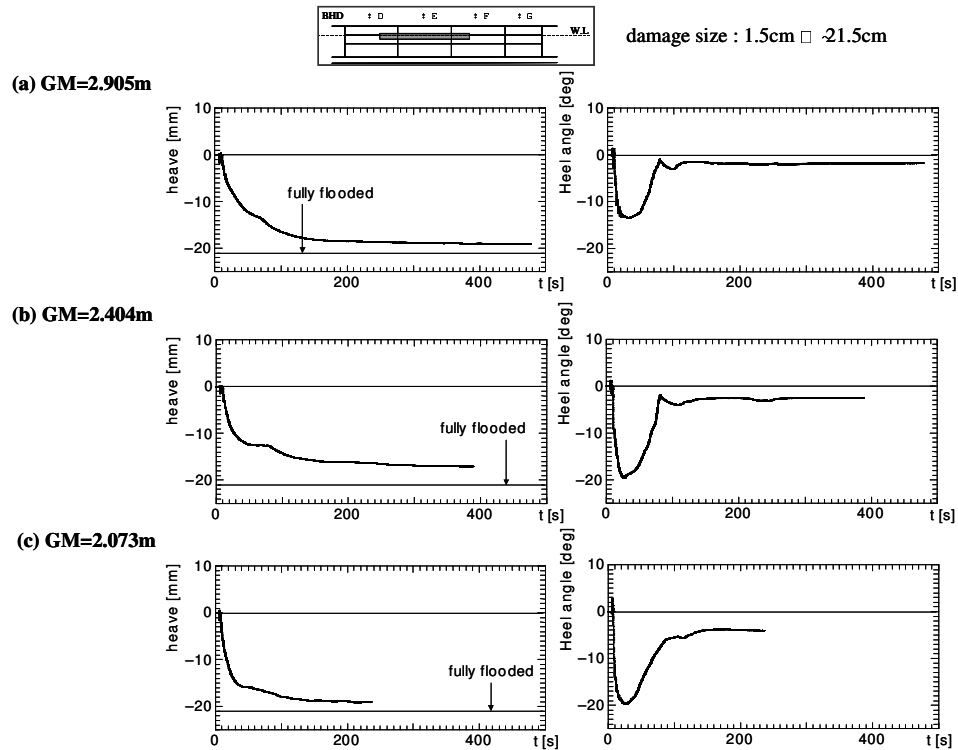 BHD ‡ D ‡ E ‡ F ‡ G
W.L
damage size : 1.5cm □ ~21.5cm
(a) GM=2.905m
heave [mm]
10
0
−10
−20
fully flooded
0 200 400 t [s]
Heel angle [deg]
10
0
−10
−20
0 200 400 t [s]
(b) GM=2.404m
heave [mm]
10
0
−10
−20
fully flooded
0 200 400 t [s]
Heel angle [deg]
10
0
−10
−20
0 200 400 t [s]
(c) GM=2.073m
heave [mm]
10
0
−10
−20
fully flooded
0 200 400 t [s]
Heel angle [deg]
10
0
−10
−20
0 200 400 t [s]